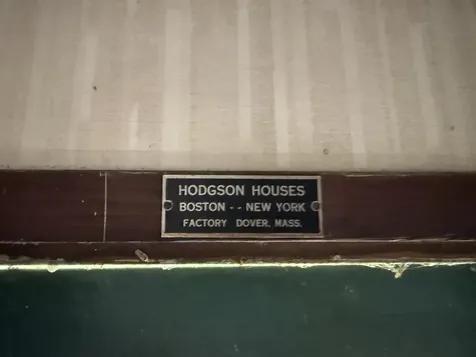 HODGSON HOUSES
BOSTON -- NEW YORK
FACTORY DOVER, MASS.